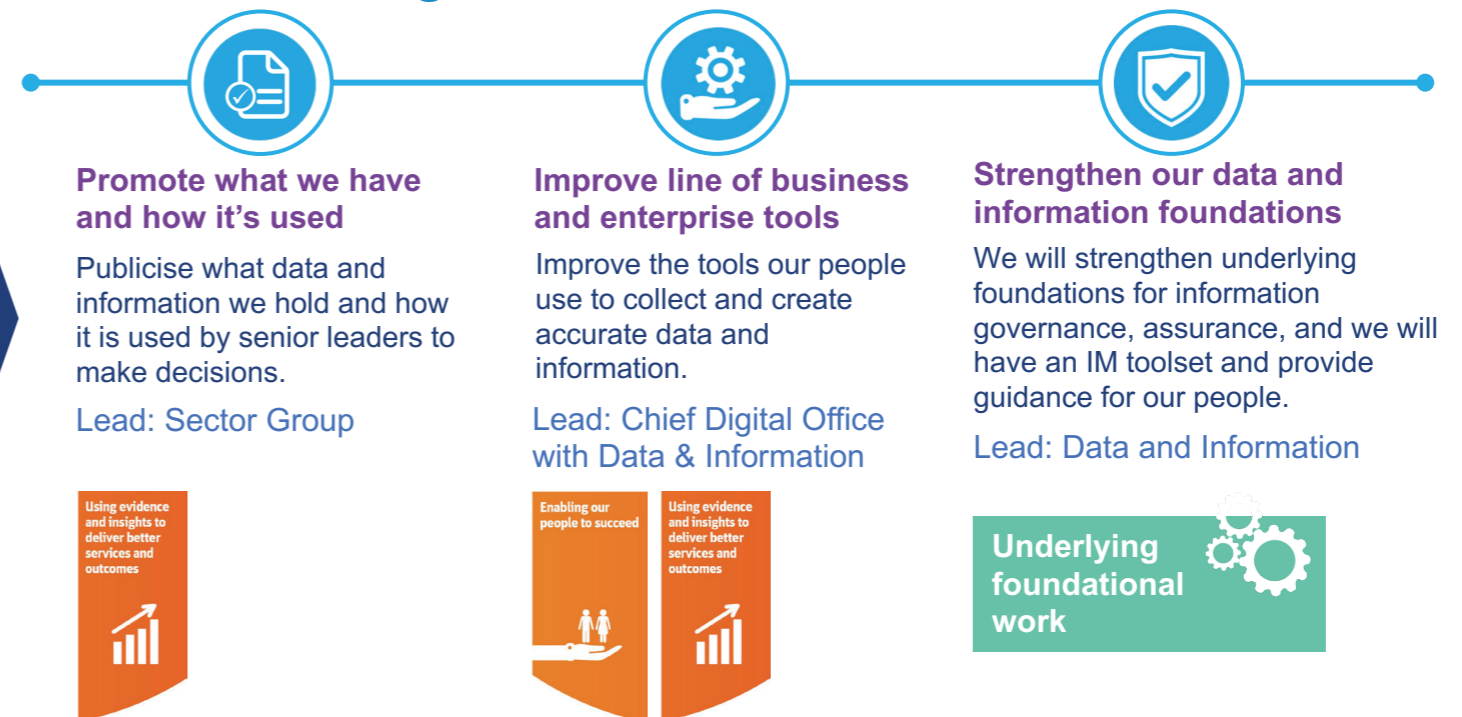 Promote what we have
and how it's used
Publicise what data and
information we hold and how
it is used by senior leaders to
make decisions.
Lead: Sector Group
Using evidence
and insights to
deliver better
services and
outcomes
Improve line of business
and enterprise tools
Improve the tools our people
use to collect and create
accurate data and
information.
Lead: Chief Digital Office
with Data & Information
Enabling our
people to succeed
Using evidence
and insights to
deliver better
services and
outcomes
Strengthen our data and
information foundations
We will strengthen underlying
foundations for information
governance, assurance, and we will
have an IM toolset and provide
guidance for our people.
Lead: Data and Information
Underlying
foundational
work